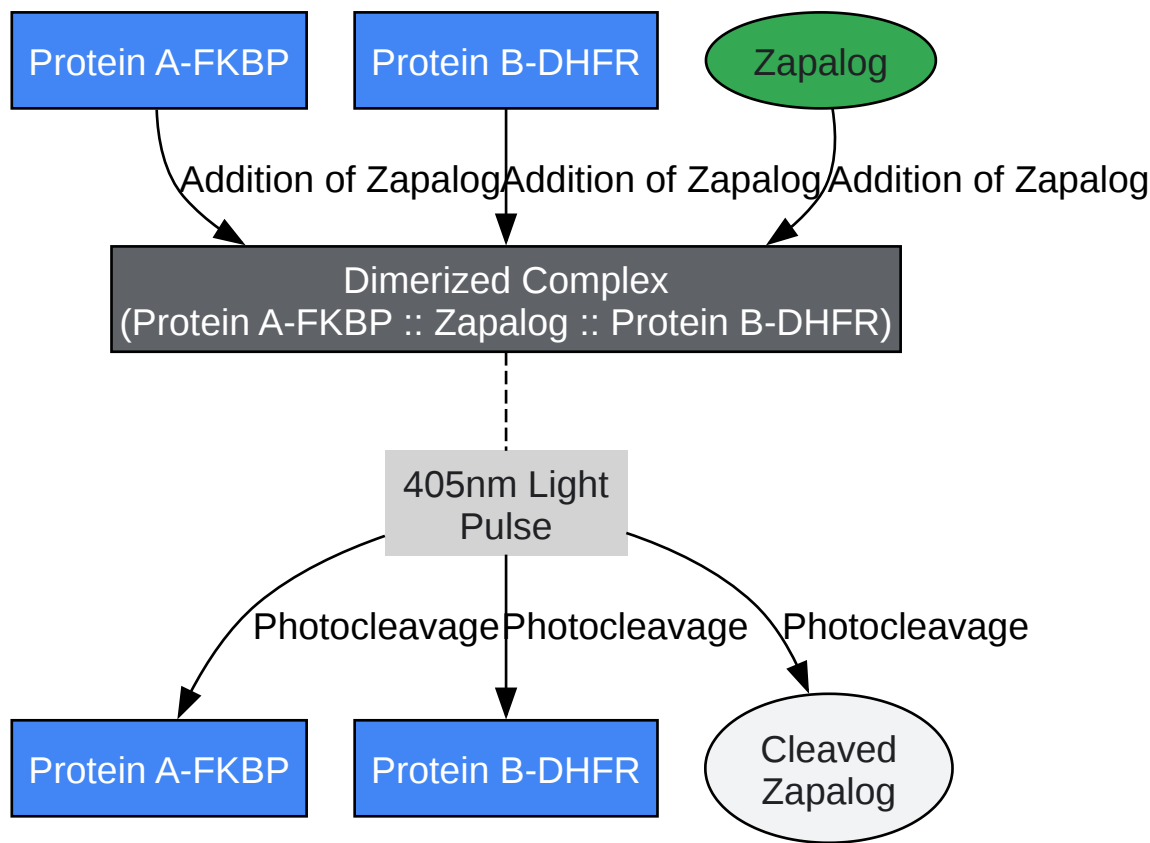 Protein A-FKBP
Protein B-DHFR
Zapalog
Addition of Zapalog
Addition of Zapalog
Addition of Zapalog
Dimerized Complex
(Protein A-FKBP :: Zapalog :: Protein B-DHFR)
405nm Light
Pulse
Photocleavage
Photocleavage
Photocleavage
Protein A-FKBP
Protein B-DHFR
Cleaved
Zapalog